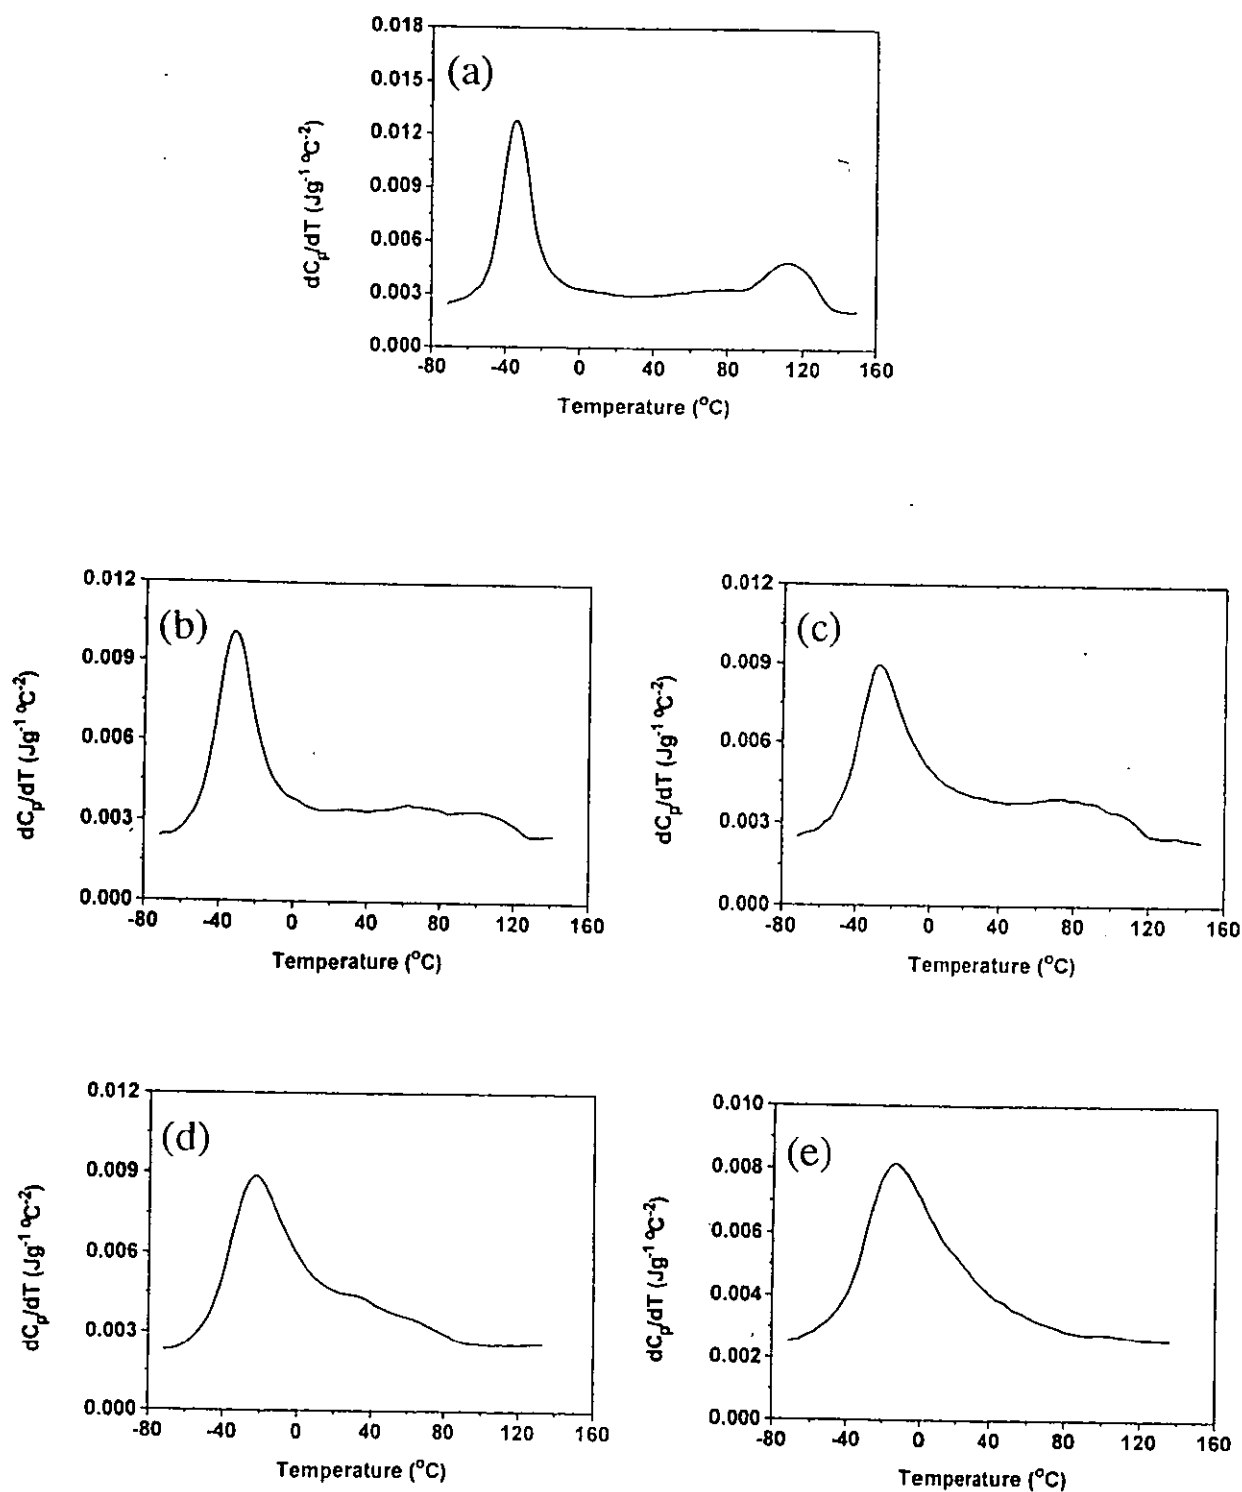 (a)
0.018
0.015
0.012
0.009
0.006
0.003
0.000
dCp/dT (Jg-1 ºC-2)
-80 -40 0 40 80 120 160
Temperature (ºC)
(b)
0.012
0.009
0.006
0.003
0.000
dCp/dT (Jg-1 ºC-2)
-80 -40 0 40 80 120 160
Temperature (ºC)
(c)
0.012
0.009
0.006
0.003
0.000
dCp/dT (Jg-1 ºC-2)
-80 -40 0 40 80 120 160
Temperature (ºC)
(d)
0.012
0.009
0.006
0.003
0.000
dCp/dT (Jg-1 ºC-2)
-80 -40 0 40 80 120 160
Temperature (ºC)
(e)
0.010
0.008
0.006
0.004
0.002
0.000
dCp/dT (Jg-1 ºC-2)
-80 -40 0 40 80 120 160
Temperature (ºC)